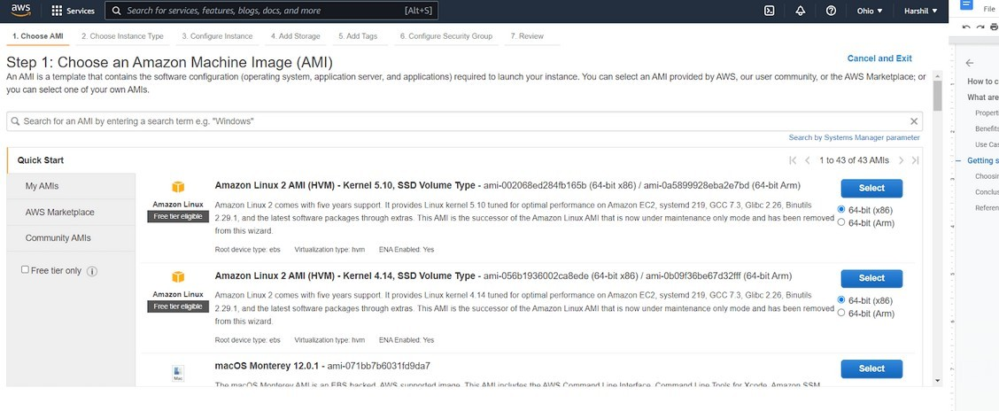 aws
Services
Search for services, features, blogs, docs, and more
[Alt+S]
Ohio
Harshil
File
1. Choose AMI
2. Choose Instance Type
3. Configure Instance
4. Add Storage
5. Add Tags
6. Configure Security Group
7. Review
Step 1: Choose an Amazon Machine Image (AMI)
Cancel and Exit
An AMI is a template that contains the software configuration (operating system, application server, and applications) required to launch your instance. You can select an AMI provided by AWS, our user community, or the AWS Marketplace; or
you can select one of your own AMIs.
Search for an AMI by entering a search term e.g. "Windows"
Search by Systems Manager parameter
Quick Start
1 to 43 of 43 AMIs
My AMIs
AWS Marketplace
Community AMIs
Free tier only
Amazon Linux
Free tier eligible
Amazon Linux 2 AMI (HVM) - Kernel 5.10, SSD Volume Type - ami-002068ed284fb165b (64-bit x86) / ami-0a5899928eba2e7bd (64-bit Arm)
Amazon Linux 2 comes with five years support. It provides Linux kernel 5.10 tuned for optimal performance on Amazon EC2, systemd 219, GCC 7.3, Glibc 2.26, Binutils
2.29.1, and the latest software packages through extras. This AMI is the successor of the Amazon Linux AMI that is now under maintenance only mode and has been removed
from this wizard.
Root device type: ebs
Virtualization type: hvm
ENA Enabled: Yes
Select
64-bit (x86)
64-bit (Arm)
Amazon Linux
Free tier eligible
Amazon Linux 2 AMI (HVM) - Kernel 4.14, SSD Volume Type - ami-056b1936002ca8ede (64-bit x86) / ami-0b09f36be67d32fff (64-bit Arm)
Amazon Linux 2 comes with five years support. It provides Linux kernel 4.14 tuned for optimal performance on Amazon EC2, systemd 219, GCC 7.3, Glibc 2.26, Binutils
2.29.1, and the latest software packages through extras. This AMI is the successor of the Amazon Linux AMI that is now under maintenance only mode and has been removed
from this wizard.
Root device type: ebs
Virtualization type: hvm
ENA Enabled: Yes
Select
64-bit (x86)
64-bit (Arm)
Mac
macOS Monterey 12.0.1 - ami-071bb7b6031fd9da7
The macOS Monterey AMI is an EBS backed, AWS supported image. This AMI includes the AWS Command Line Interface, Command Line Tools for Xcode, Amazon SSM
Select
How to c
What are
Properti
Benefits
Use Cas
Getting s
Choosin
Conclus
Referen